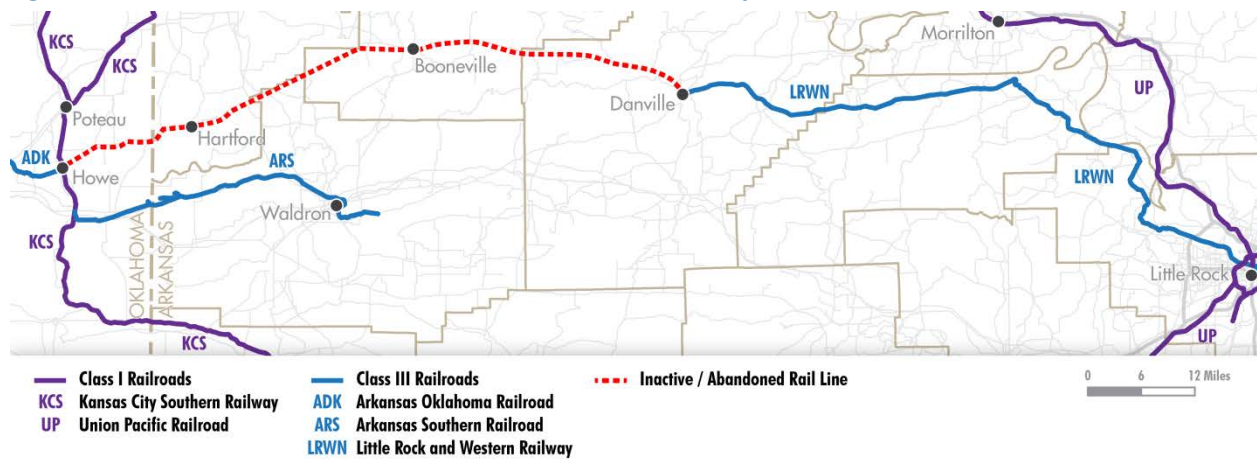 KCS
KCS
Morrilton
Booneville
UP
Poteau
Danville
LRWN
Hartford
ADK
ARS
Howe
LRWN
Waldron
KCS
OKLAHOMA
ARKANSAS
Little Rock
KCS
UP
Class I Railroads
KCS Kansas City Southern Railway
UP Union Pacific Railroad
Class III Railroads
ADK Arkansas Oklahoma Railroad
ARS Arkansas Southern Railroad
LRWN Little Rock and Western Railway
Inactive / Abandoned Rail Line
0 6 12 Miles